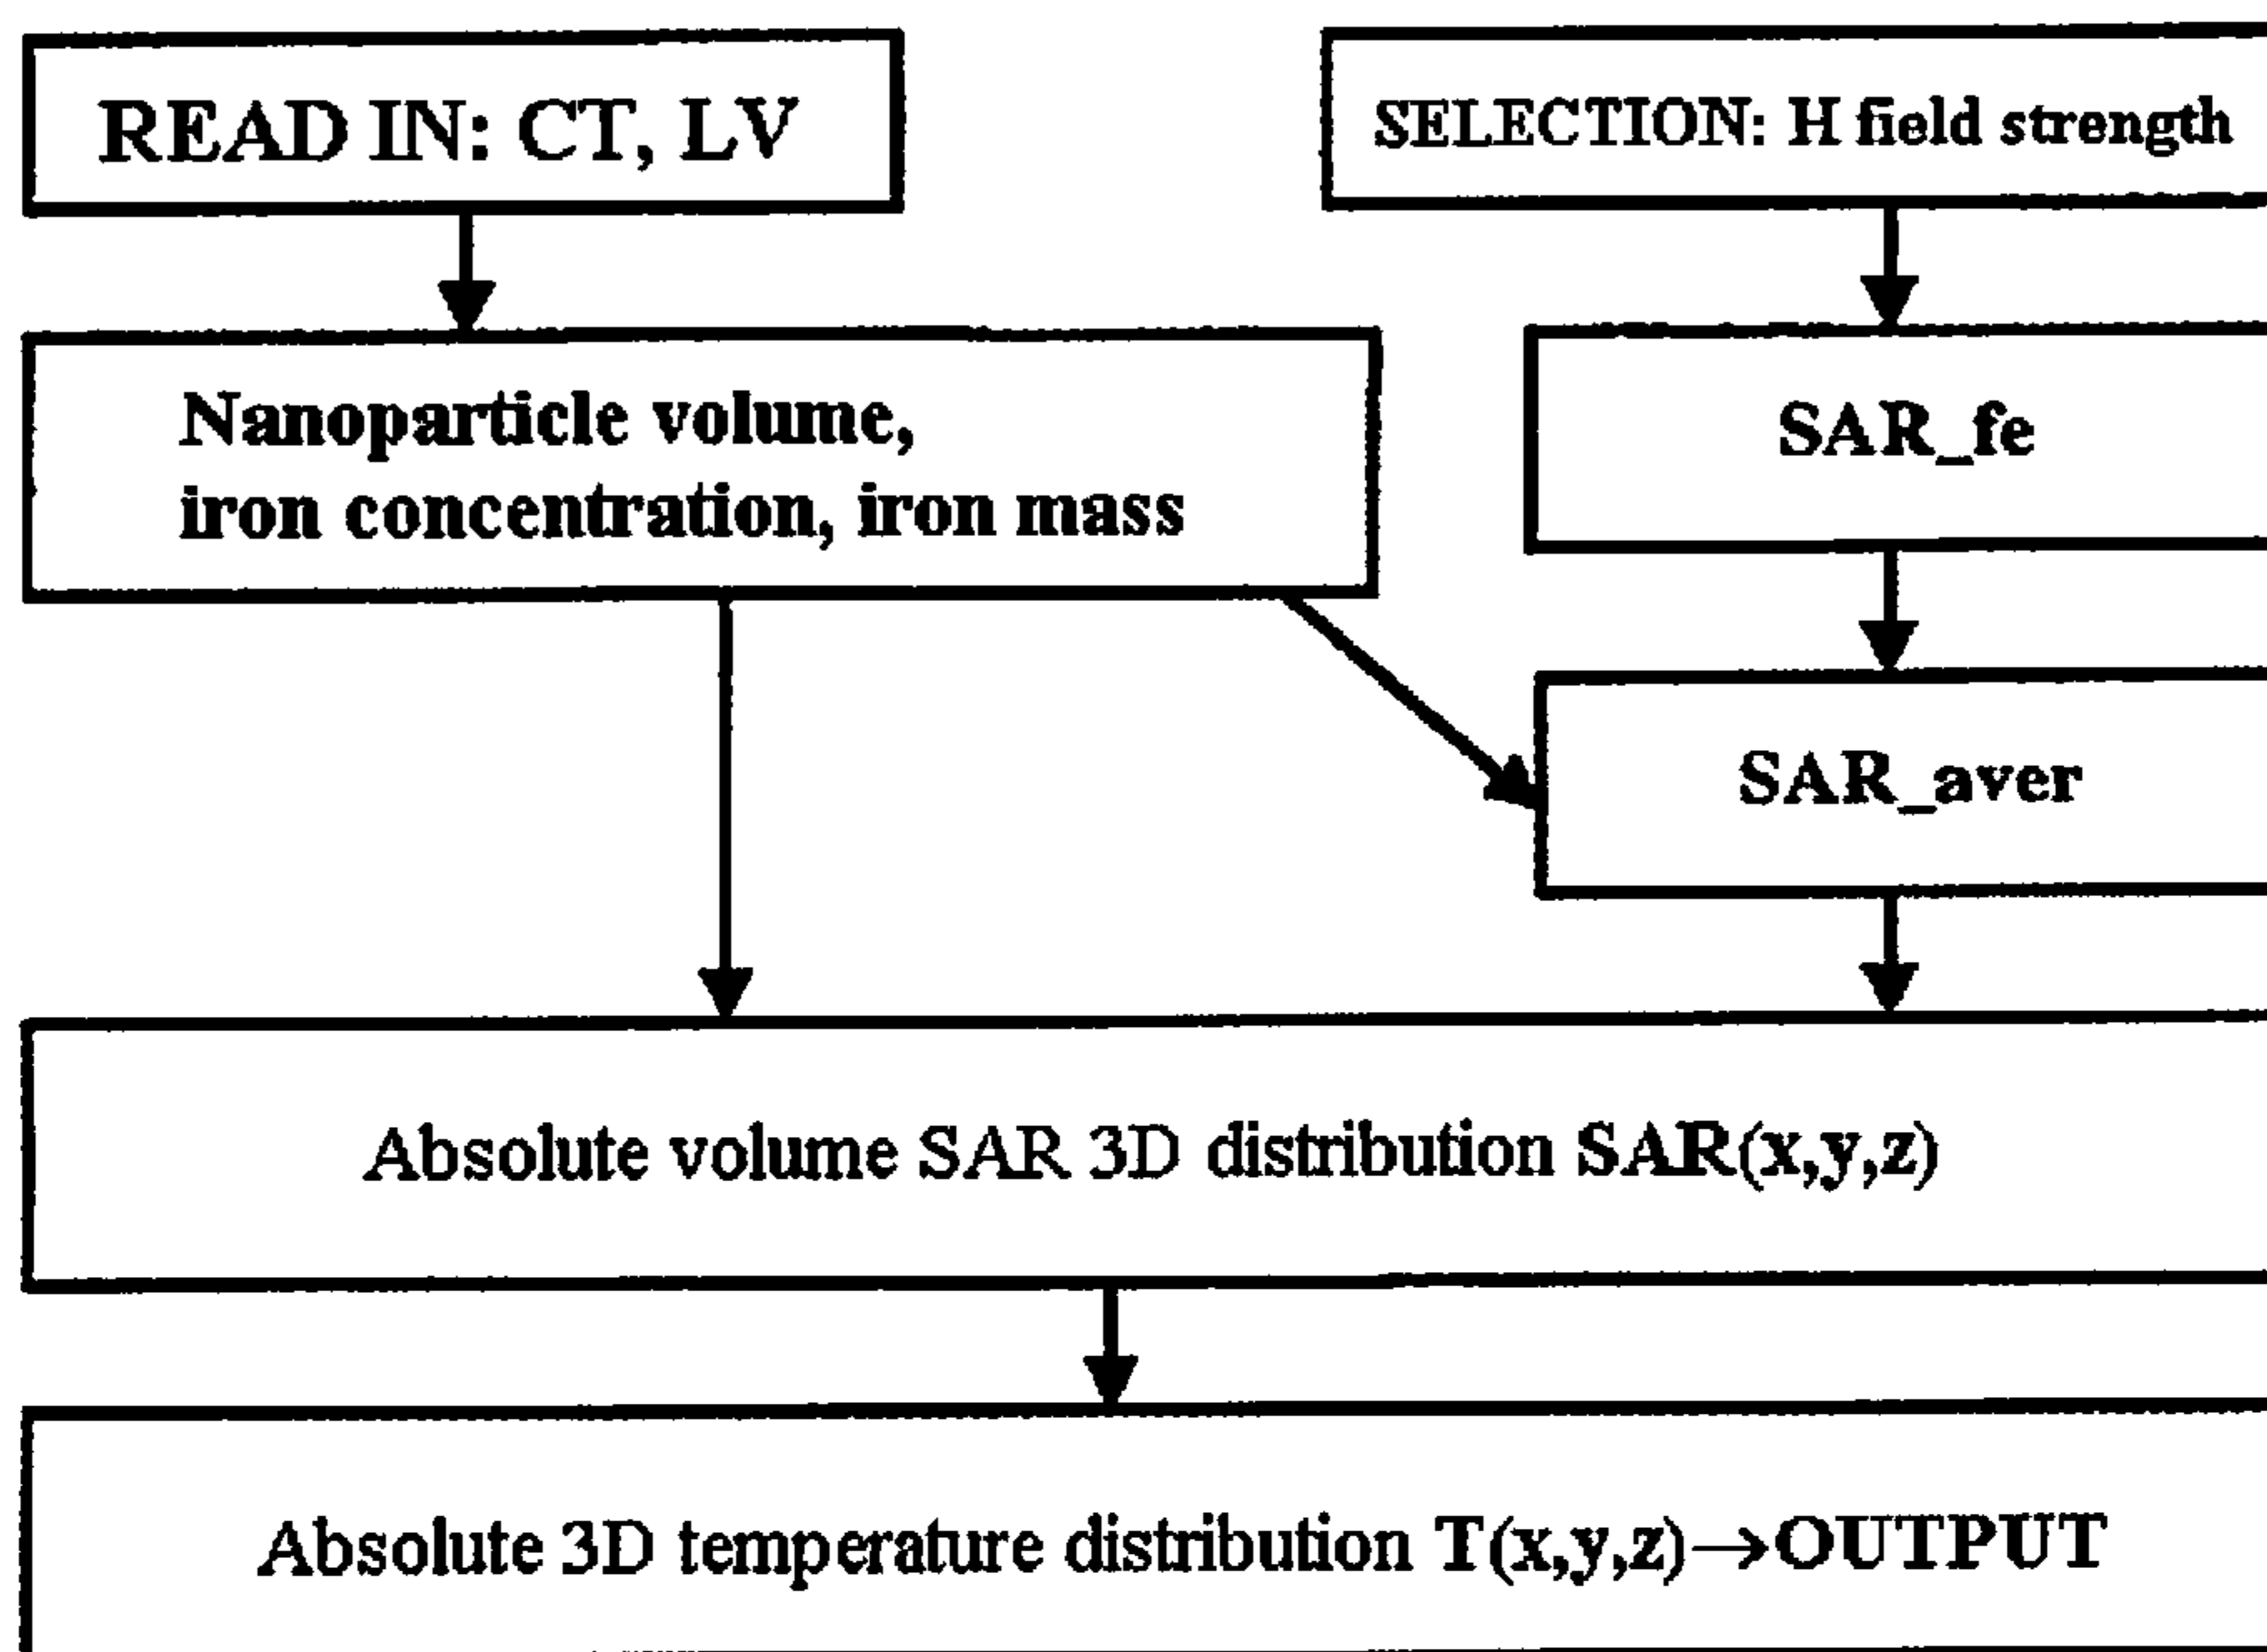 READ IN: CT, LV
SELECTION: H field strength
Nanoparticle volume,
iron concentration, iron mass
SAR_fe
SAR_aver
Absolute volume SAR 3D distribution SAR(x,y,z)
Absolute 3D temperature distribution T(x,y,z)→OUTPUT